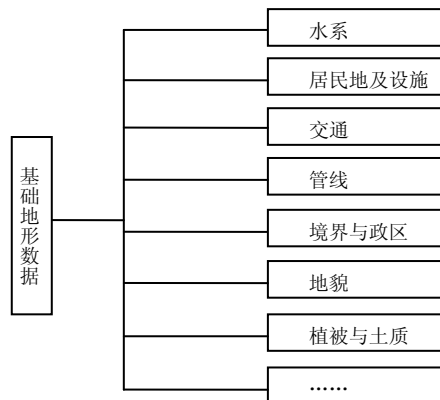 水系
居民地及设施
交通
管线
基础地形数据
境界与政区
地貌
植被与土质
……